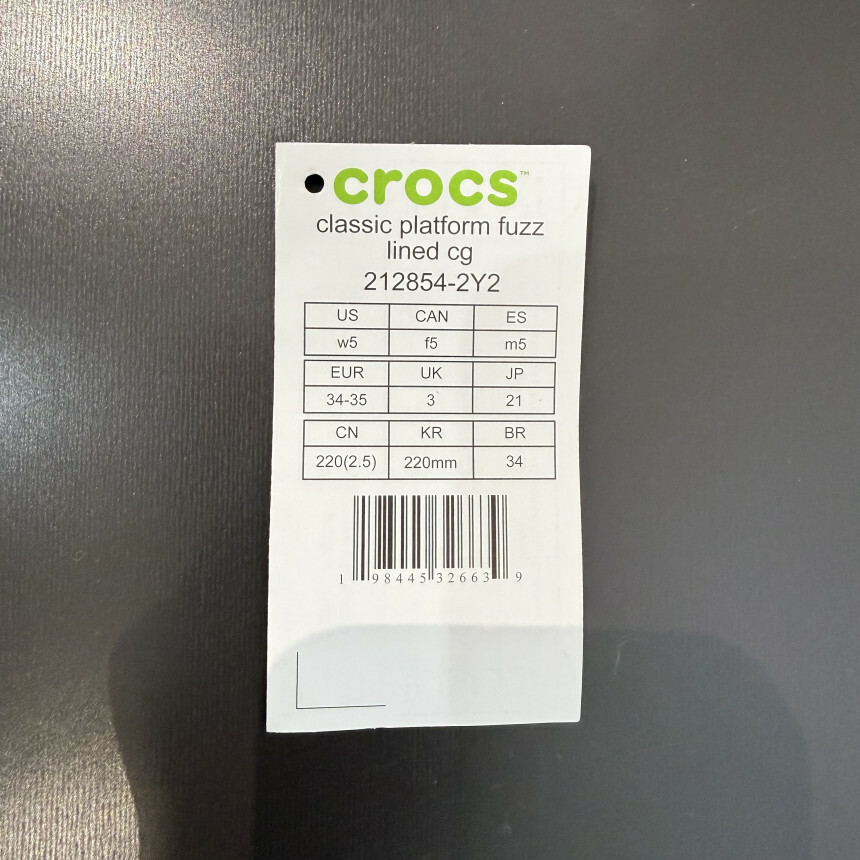 crocs™
classic platform fuzz
lined cg
212854-2Y2
US CAN ES
w5 f5 m5
EUR UK JP
34-35 3 21
CN KR BR
220(2.5) 220mm 34
1 98445 32663 9